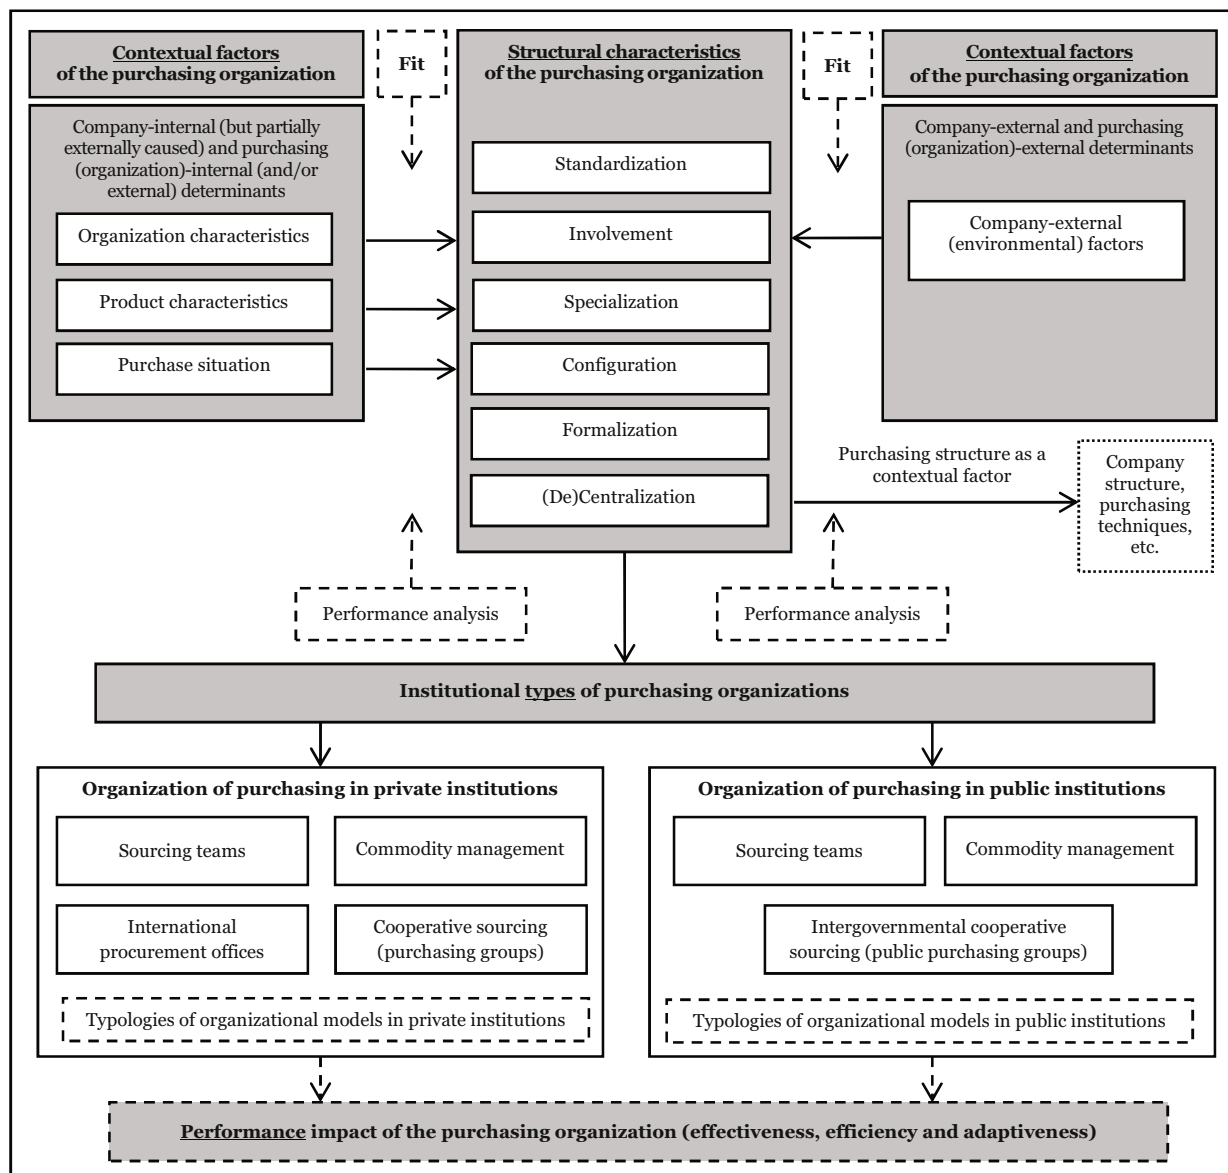 Contextual factors
of the purchasing organization
Fit
Structural characteristics
of the purchasing organization
Fit
Contextual factors
of the purchasing organization
Company-internal (but partially
externally caused) and purchasing
(organization)-internal (and/or
external) determinants
Organization characteristics
Product characteristics
Purchase situation
Standardization
Involvement
Specialization
Configuration
Formalization
(De)Centralization
Company-external and purchasing
(organization)-external determinants
Company-external
(environmental) factors
Purchasing structure as a
contextual factor
Company
structure,
purchasing
techniques,
etc.
Performance analysis
Performance analysis
Institutional types of purchasing organizations
Organization of purchasing in private institutions
Sourcing teams
Commodity management
International
procurement offices
Cooperative sourcing
(purchasing groups)
Typologies of organizational models in private institutions
Organization of purchasing in public institutions
Sourcing teams
Commodity management
Intergovernmental cooperative
sourcing (public purchasing groups)
Typologies of organizational models in public institutions
Performance impact of the purchasing organization (effectiveness, efficiency and adaptiveness)